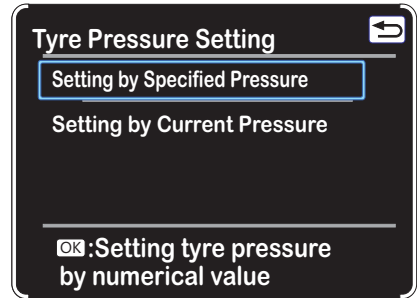 Tyre Pressure Setting
Setting by Specified Pressure
Setting by Current Pressure
OK:Setting tyre pressure
by numerical value